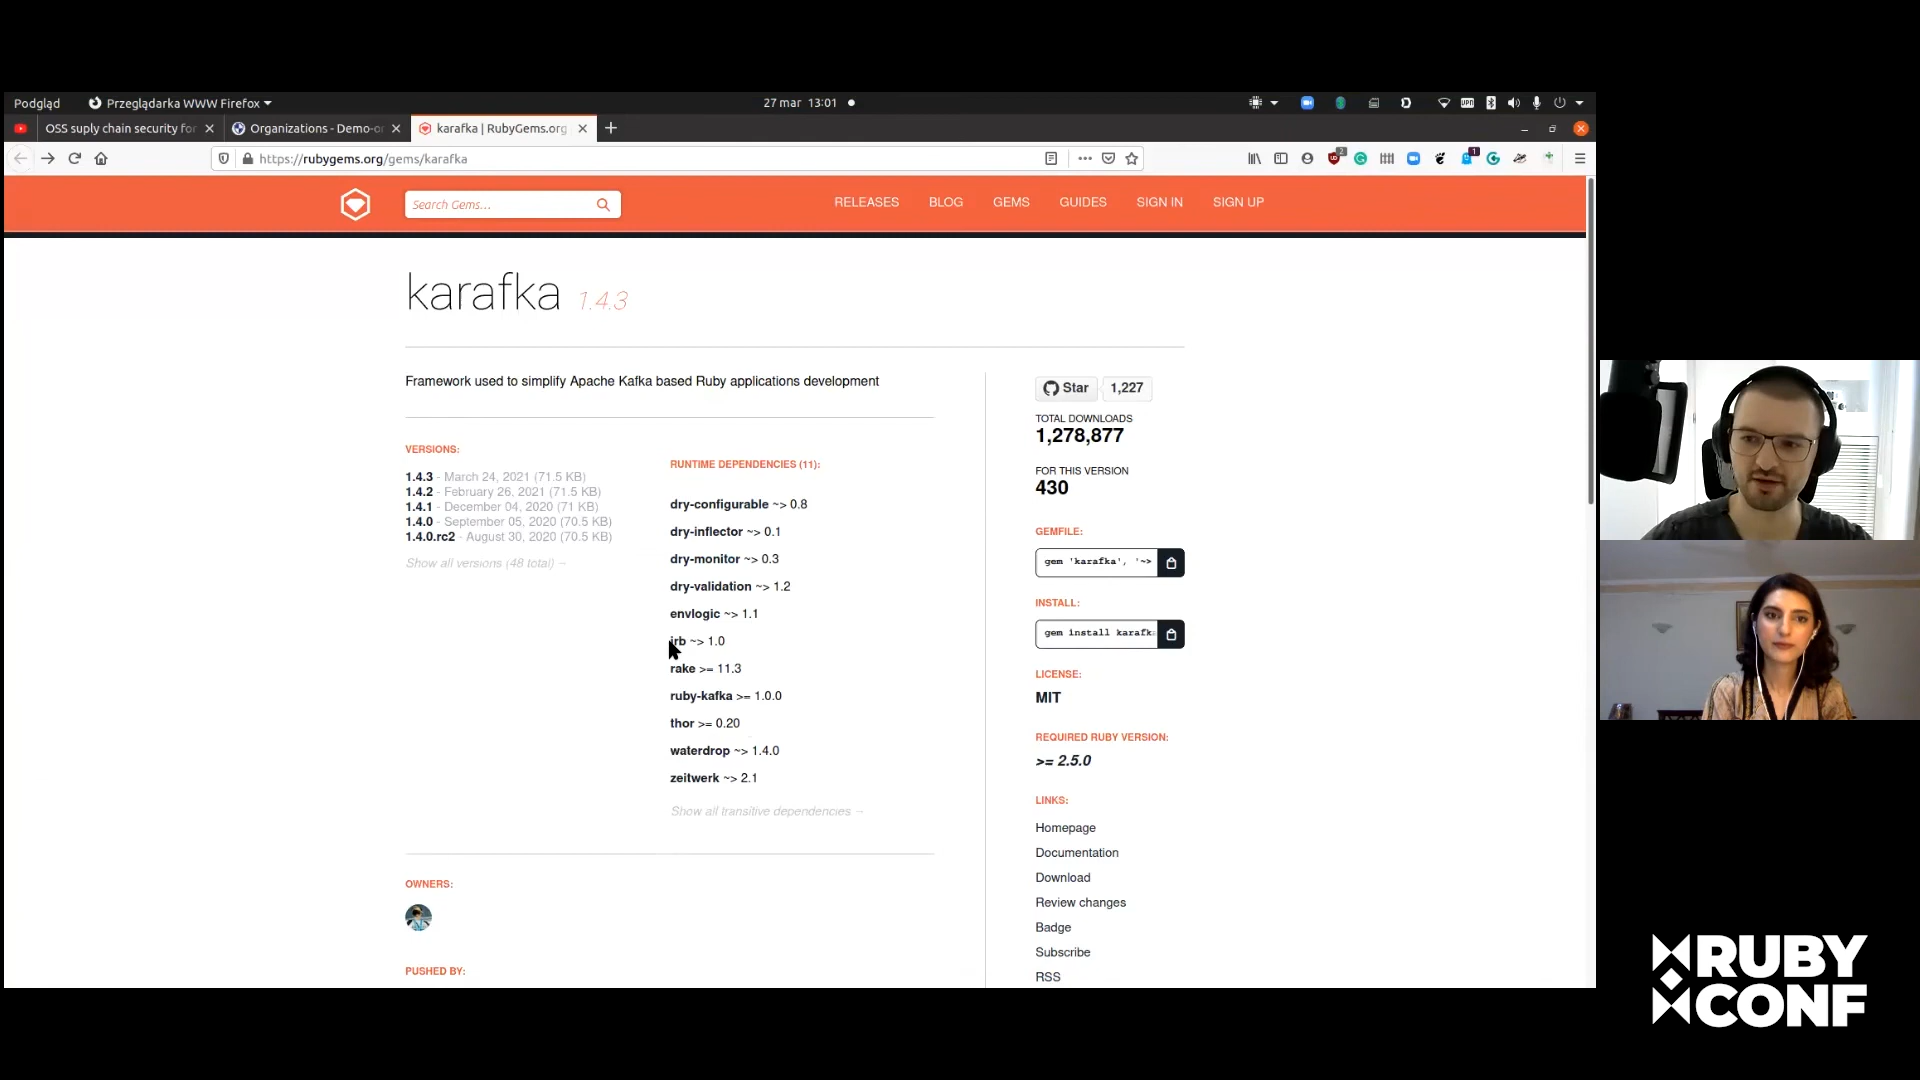 Podgląd
Przeglądarka WWW Firefox
27 mar 13:01
OSS suply chain security for
Organizations - Demo-or
karafka | RubyGems.org
https://rubygems.org/gems/karafka
Search Gems...
RELEASES
BLOG
GEMS
GUIDES
SIGN IN
SIGN UP
karafka 1.4.3
Framework used to simplify Apache Kafka based Ruby applications development
VERSIONS:
1.4.3 - March 24, 2021 (71.5 KB)
1.4.2 - February 26, 2021 (71.5 KB)
1.4.1 - December 04, 2020 (71 KB)
1.4.0 - September 05, 2020 (70.5 KB)
1.4.0.rc2 - August 30, 2020 (70.5 KB)
Show all versions (48 total) →
RUNTIME DEPENDENCIES (11):
dry-configurable ~> 0.8
dry-inflector ~> 0.1
dry-monitor ~> 0.3
dry-validation ~> 1.2
envlogic ~> 1.1
irb ~> 1.0
rake >= 11.3
ruby-kafka >= 1.0.0
thor >= 0.20
waterdrop ~> 1.4.0
zeitwerk ~> 2.1
Show all transitive dependencies →
OWNERS:
PUSHED BY:
Star 1,227
TOTAL DOWNLOADS
1,278,877
FOR THIS VERSION
430
GEMFILE:
gem 'karafka', '~>
INSTALL:
gem install karafk
LICENSE:
MIT
REQUIRED RUBY VERSION:
>= 2.5.0
LINKS:
Homepage
Documentation
Download
Review changes
Badge
Subscribe
RSS
RUBY
CONF